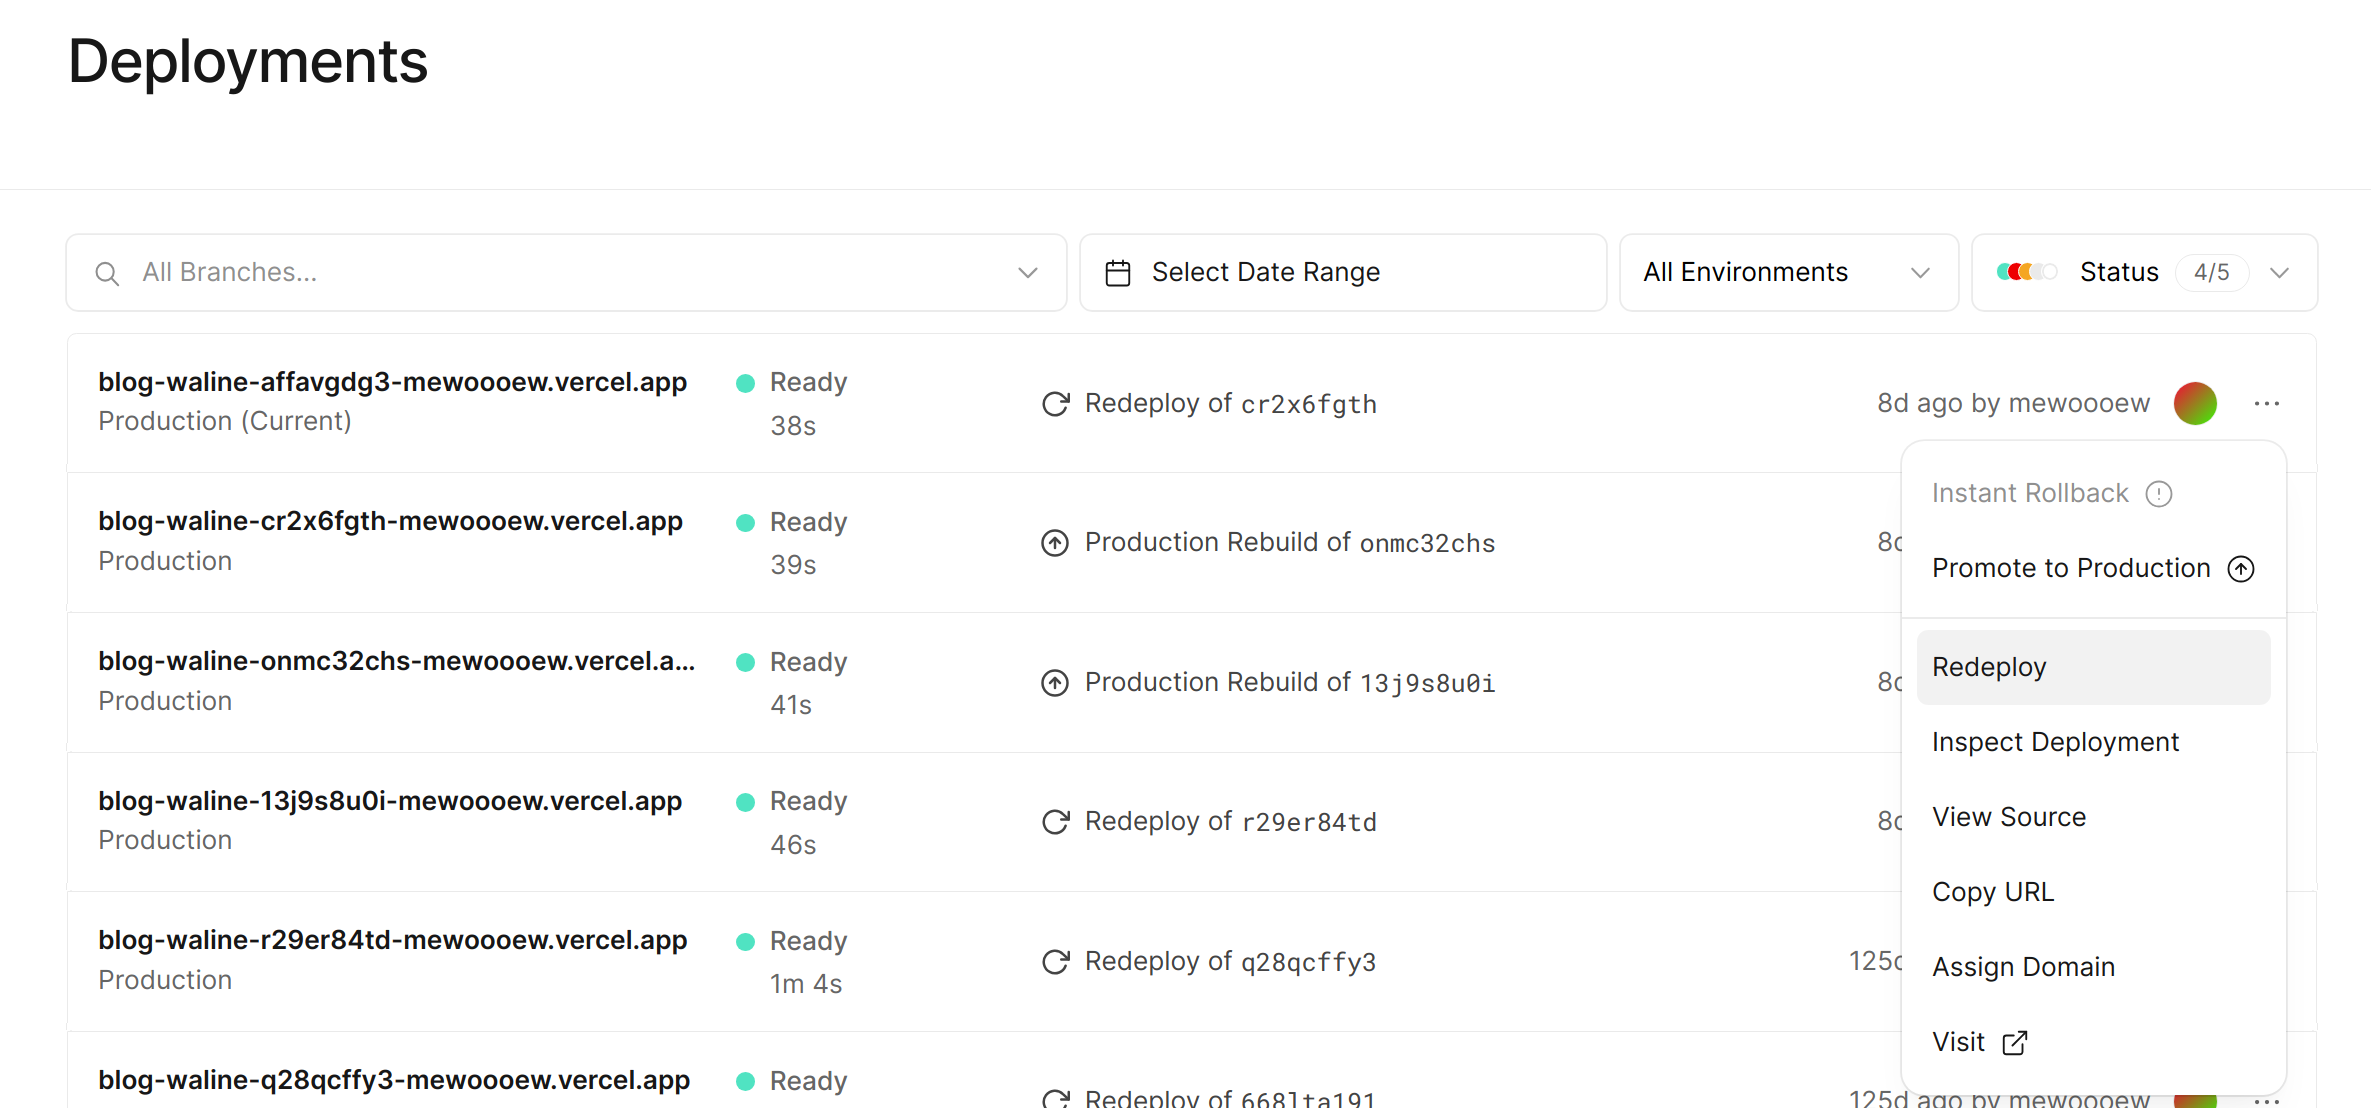 Deployments
All Branches...
Select Date Range
All Environments
Status 4/5
blog-waline-affavgdg3-mewoooew.vercel.app
Production (Current)
Ready
38s
Redeploy of cr2x6fgth
8d ago by mewoooew
blog-waline-cr2x6fgth-mewoooew.vercel.app
Production
Ready
39s
Production Rebuild of onmc32chs
8d
blog-waline-onmc32chs-mewoooew.vercel.a...
Production
Ready
41s
Production Rebuild of 13j9s8u0i
8d
blog-waline-13j9s8u0i-mewoooew.vercel.app
Production
Ready
46s
Redeploy of r29er84td
8d
blog-waline-r29er84td-mewoooew.vercel.app
Production
Ready
1m 4s
Redeploy of q28qcffy3
125d
blog-waline-q28qcffy3-mewoooew.vercel.app
Ready
Redeploy of 668lta191
125d ago by mewoooew
Instant Rollback
Promote to Production
Redeploy
Inspect Deployment
View Source
Copy URL
Assign Domain
Visit